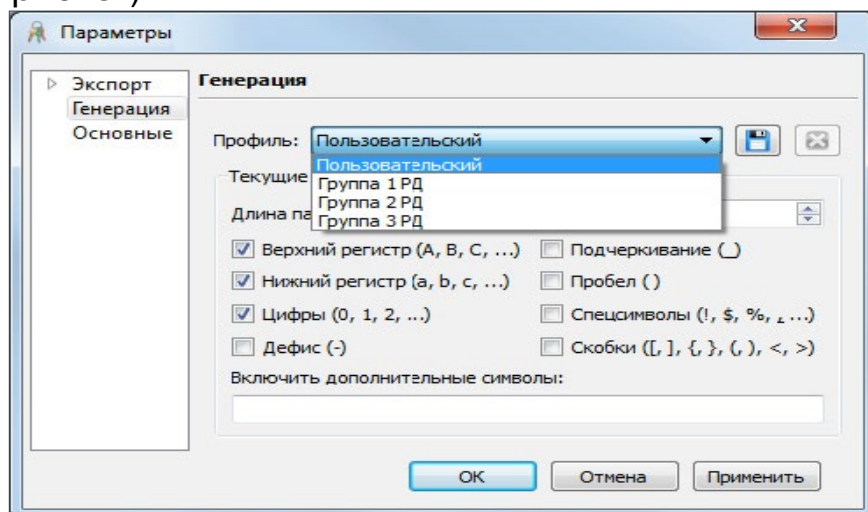 Параметры
Экспорт
Генерация
Основные
Генерация
Профиль: Пользовательский
Пользовательский
Группа 1 РД
Группа 2 РД
Группа 3 РД
Текущие
Длина па
Верхний регистр (A, B, C, ...) Подчеркивание (_)
Нижний регистр (a, b, c, ...) Пробел ( )
Цифры (0, 1, 2, ...) Спецсимволы (!, $, %, ...)
Дефис (-) Скобки ([, ], {, }, (, ), <, >)
Включить дополнительные символы:
OK Отмена Применить